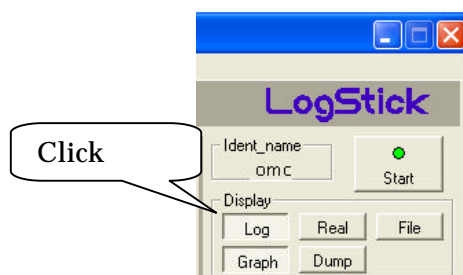 LogStick
Click
Ident_name
omc
Start
Display
Log Real File
Graph Dump